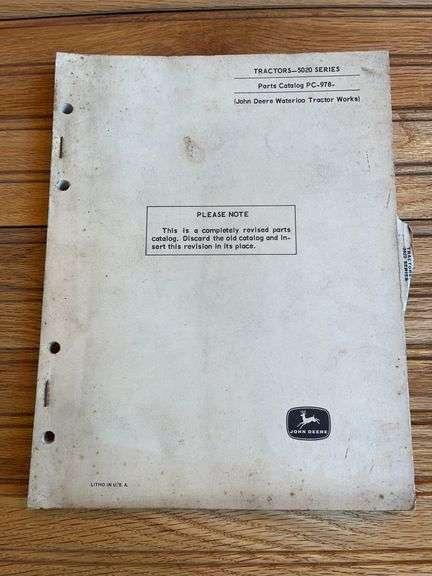 TRACTORS—5020 SERIES
Parts Catalog PC-978-
(John Deere Waterloo Tractor Works)
PLEASE NOTE
This is a completely revised parts
catalog. Discard the old catalog and in-
sert this revision in its place.
JOHN DEERE
LITHO IN U.S.A.